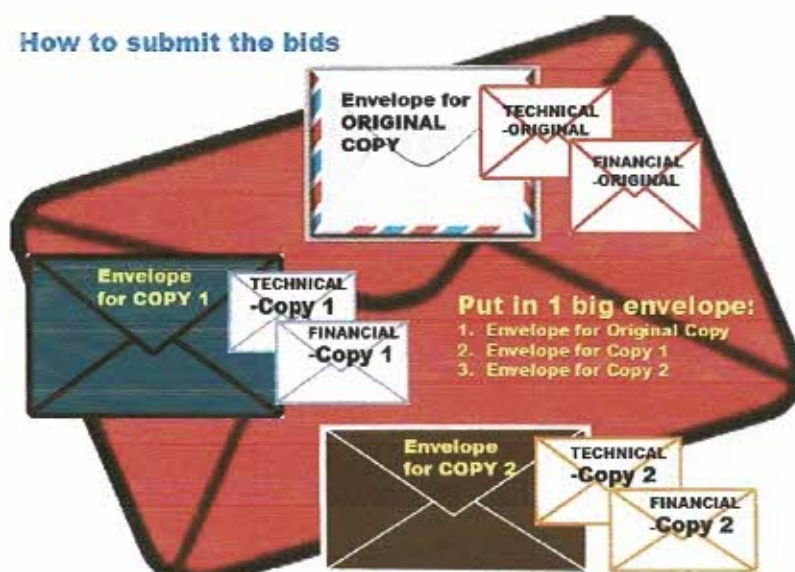 How to submit the bids
Envelope for
ORIGINAL
COPY
TECHNICAL
-ORIGINAL
FINANCIAL
-ORIGINAL
Envelope
for COPY 1
TECHNICAL
-Copy 1
FINANCIAL
-Copy 1
Put in 1 big envelope:
1. Envelope for Original Copy
2. Envelope for Copy 1
3. Envelope for Copy 2
Envelope
for COPY 2
TECHNICAL
-Copy 2
FINANCIAL
-Copy 2